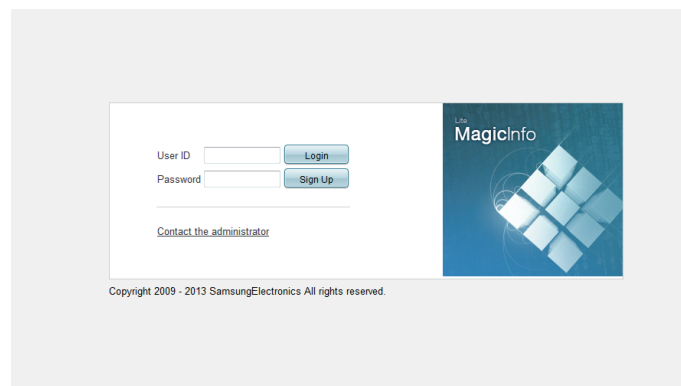 Lite
MagicInfo
User ID
Login
Password
Sign Up
Contact the administrator
Copyright 2009 - 2013 SamsungElectronics All rights reserved.